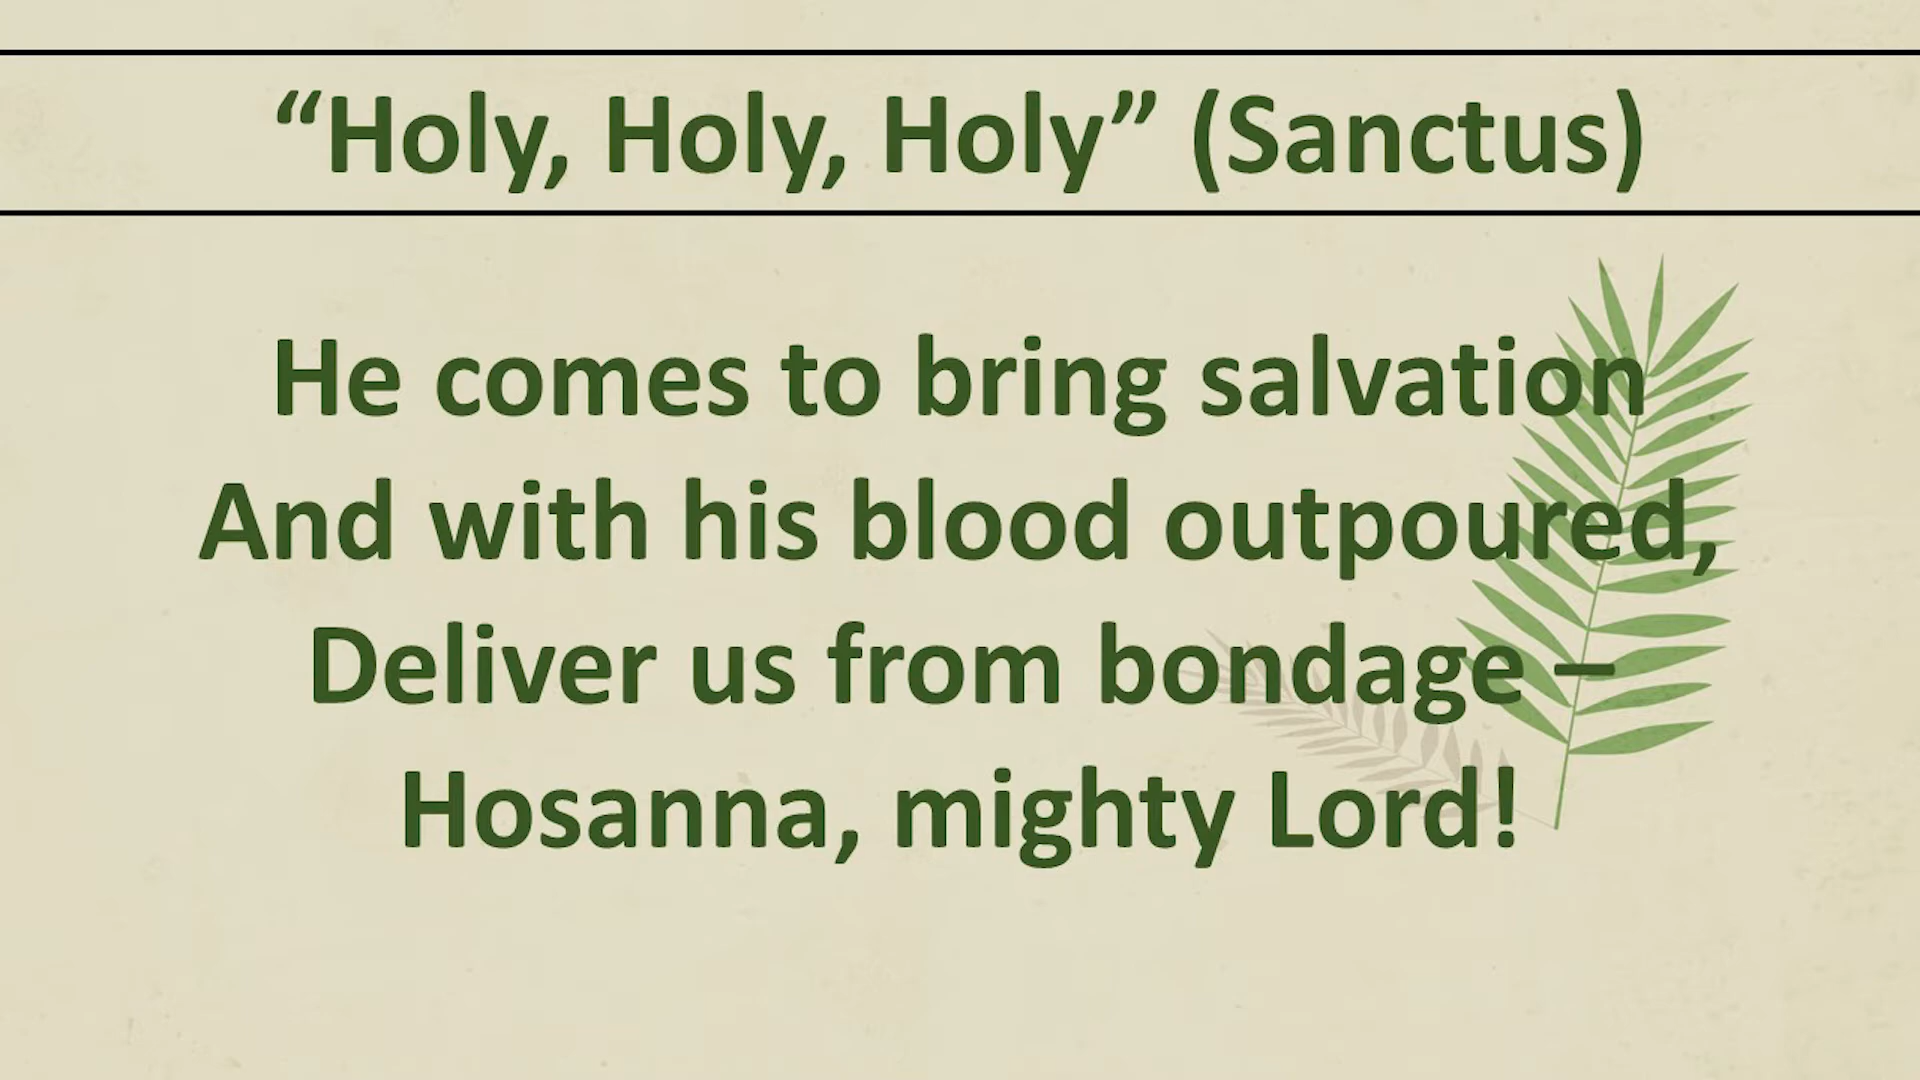 “Holy, Holy, Holy” (Sanctus)
He comes to bring salvation
And with his blood outpoured,
Deliver us from bondage –
Hosanna, mighty Lord!